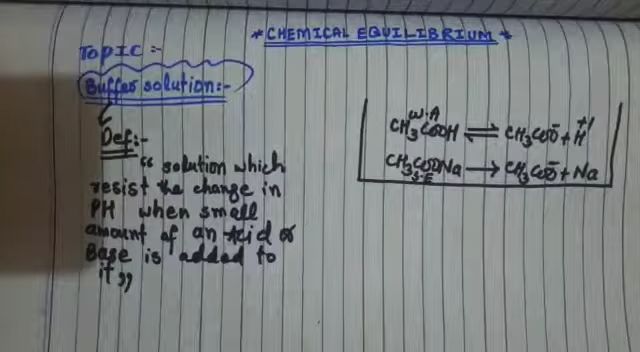 * CHEMICAL EQUILIBRIUM *
Topic :-
Buffer solution:-
Def:-
" solution which
resist the change in
PH when small
amount of an Acid or
Base is added to
it "
W.A
CH₃COOH ⇌ CH₃COO⁻ + H⁺¹
CH₃COONa → CH₃COO⁻ + Na
S.E